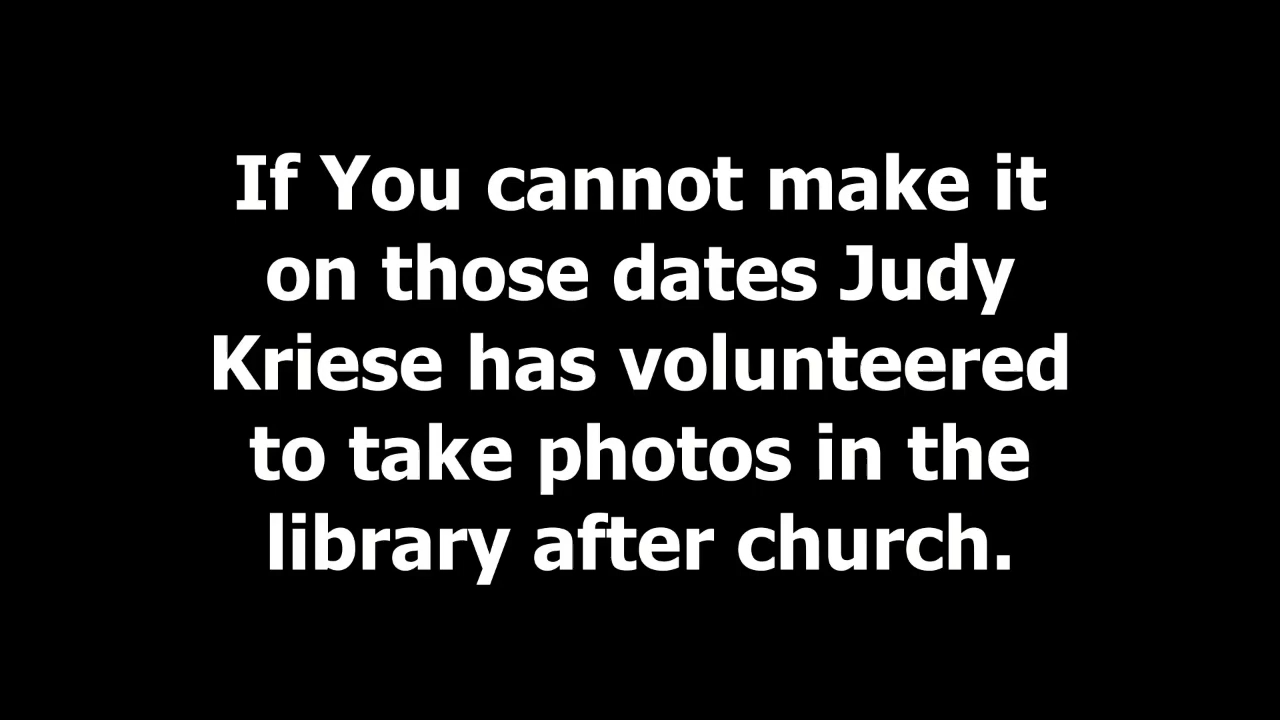 If You cannot make it
on those dates Judy
Kriese has volunteered
to take photos in the
library after church.